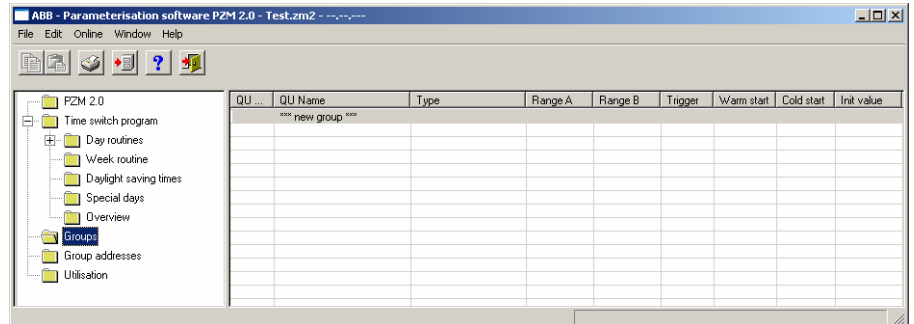 ABB - Parameterisation software PZM 2.0 - Test.zm2 - --.--.---
File Edit Online Window Help
PZM 2.0
Time switch program
Day routines
Week routine
Daylight saving times
Special days
Overview
Groups
Group addresses
Utilisation
QU ... QU Name Type Range A Range B Trigger Warm start Cold start Init value
*** new group ***